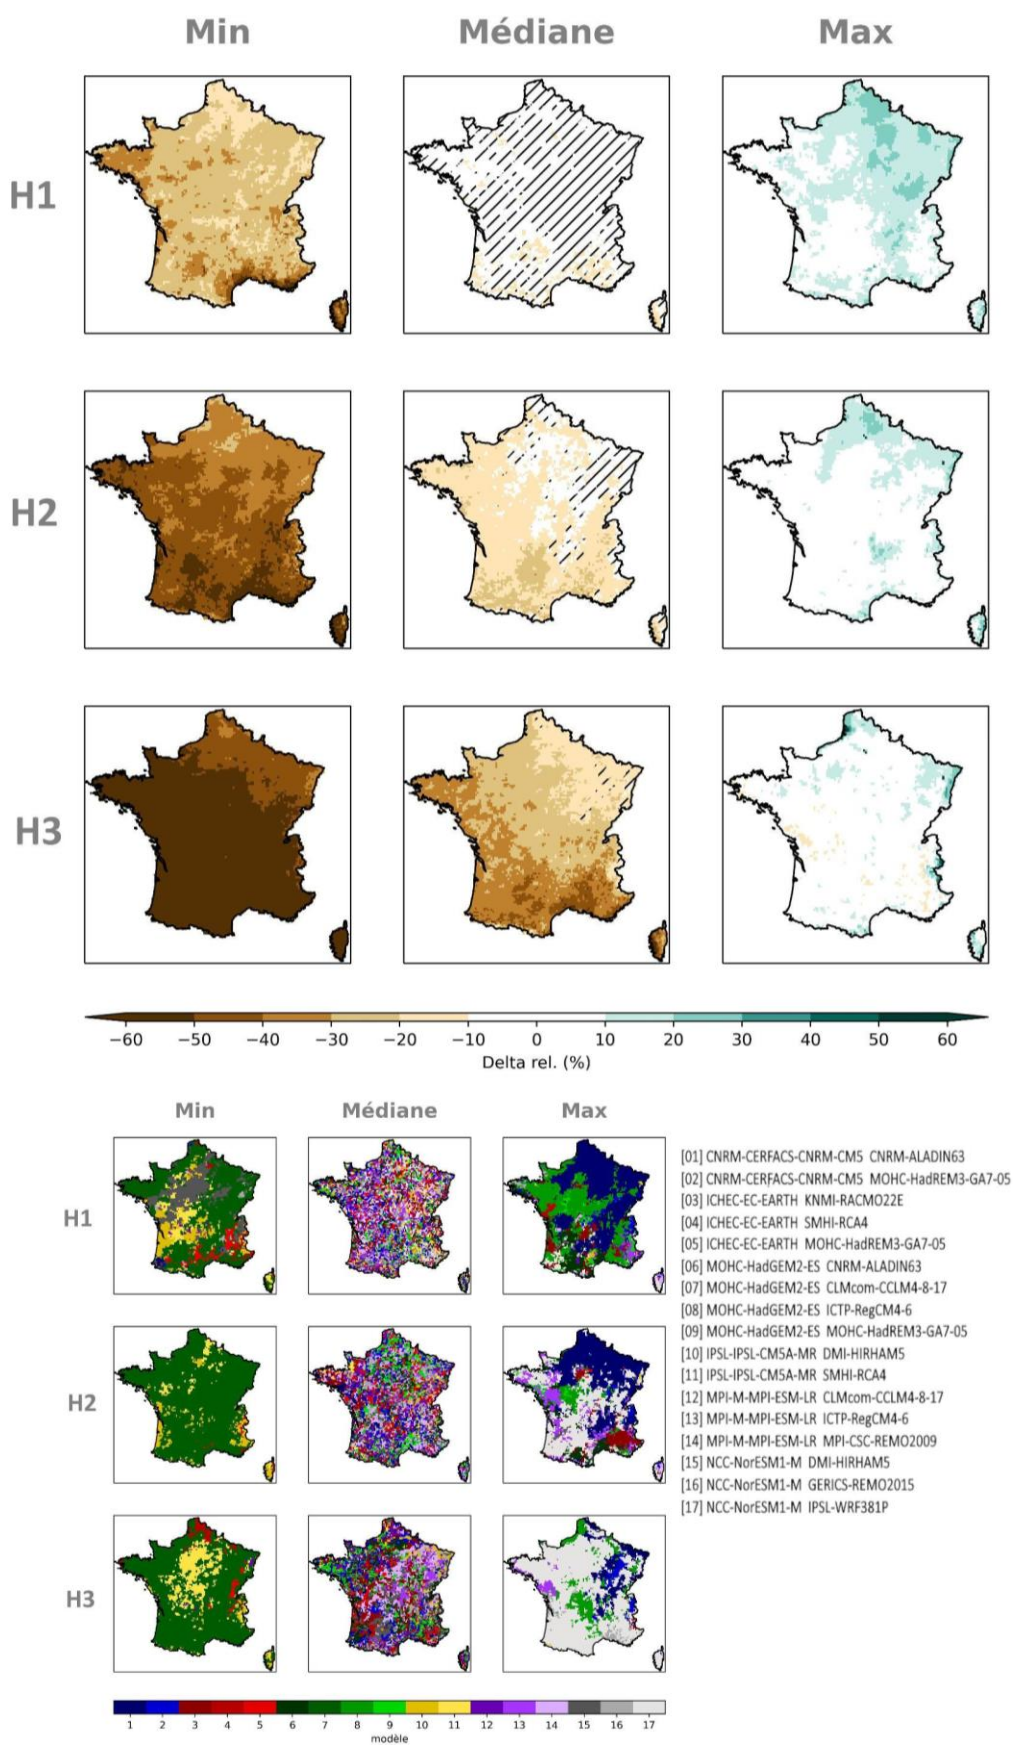 Min Médiane Max
H1
H2
H3
−60 −50 −40 −30 −20 −10 0 10 20 30 40 50 60
Delta rel. (%)
Min Médiane Max
H1
H2
H3
[01] CNRM-CERFACS-CNRM-CM5 CNRM-ALADIN63
[02] CNRM-CERFACS-CNRM-CM5 MOHC-HadREM3-GA7-05
[03] ICHEC-EC-EARTH KNMI-RACMO22E
[04] ICHEC-EC-EARTH SMHI-RCA4
[05] ICHEC-EC-EARTH MOHC-HadREM3-GA7-05
[06] MOHC-HadGEM2-ES CNRM-ALADIN63
[07] MOHC-HadGEM2-ES CLMcom-CCLM4-8-17
[08] MOHC-HadGEM2-ES ICTP-RegCM4-6
[09] MOHC-HadGEM2-ES MOHC-HadREM3-GA7-05
[10] IPSL-IPSL-CM5A-MR DMI-HIRHAM5
[11] IPSL-IPSL-CM5A-MR SMHI-RCA4
[12] MPI-M-MPI-ESM-LR CLMcom-CCLM4-8-17
[13] MPI-M-MPI-ESM-LR ICTP-RegCM4-6
[14] MPI-M-MPI-ESM-LR MPI-CSC-REMO2009
[15] NCC-NorESM1-M DMI-HIRHAM5
[16] NCC-NorESM1-M GERICS-REMO2015
[17] NCC-NorESM1-M IPSL-WRF381P
1 2 3 4 5 6 7 8 9 10 11 12 13 14 15 16 17
modèle